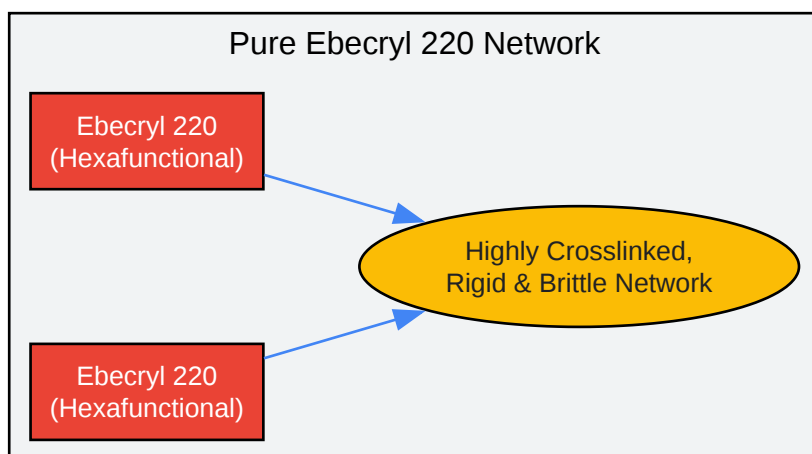 Pure Ebecryl 220 Network
Ebecryl 220
(Hexafunctional)
Highly Crosslinked,
Rigid & Brittle Network
Ebecryl 220
(Hexafunctional)